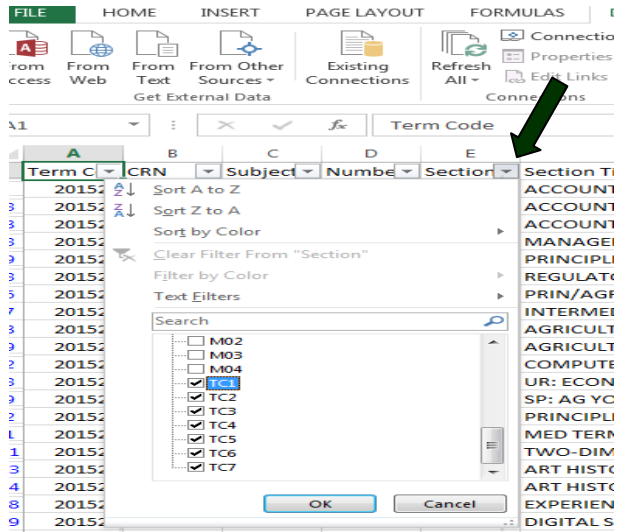 FILE HOME INSERT PAGE LAYOUT FORMULAS
From From From From Other Existing Refresh Connectio
Access Web Text Sources Connections All Properties
Edit Links
Get External Data Connections
A1 fx Term Code
A B C D E
Term C CRN Subject Numbe Section Section Ti
20152 Sort A to Z ACCOUNT
20152 Sort Z to A ACCOUNT
20152 Sort by Color ACCOUNT
20152 Clear Filter From "Section" MANAGE
20152 Filter by Color PRINCIPL
20152 REGULAT
20152 Text Filters PRIN/AGR
20152 Search INTERME
20152 M02 AGRICULT
20152 M03 AGRICULT
20152 M04 COMPUTE
20152 TC1 UR: ECON
20152 TC2 SP: AG YO
20152 TC3 PRINCIPL
20152 TC4 MED TERM
20152 TC5 TWO-DIM
20152 TC6 ART HIST
20152 TC7 ART HIST
20152 OK Cancel EXPERIEN
20152 DIGITAL S